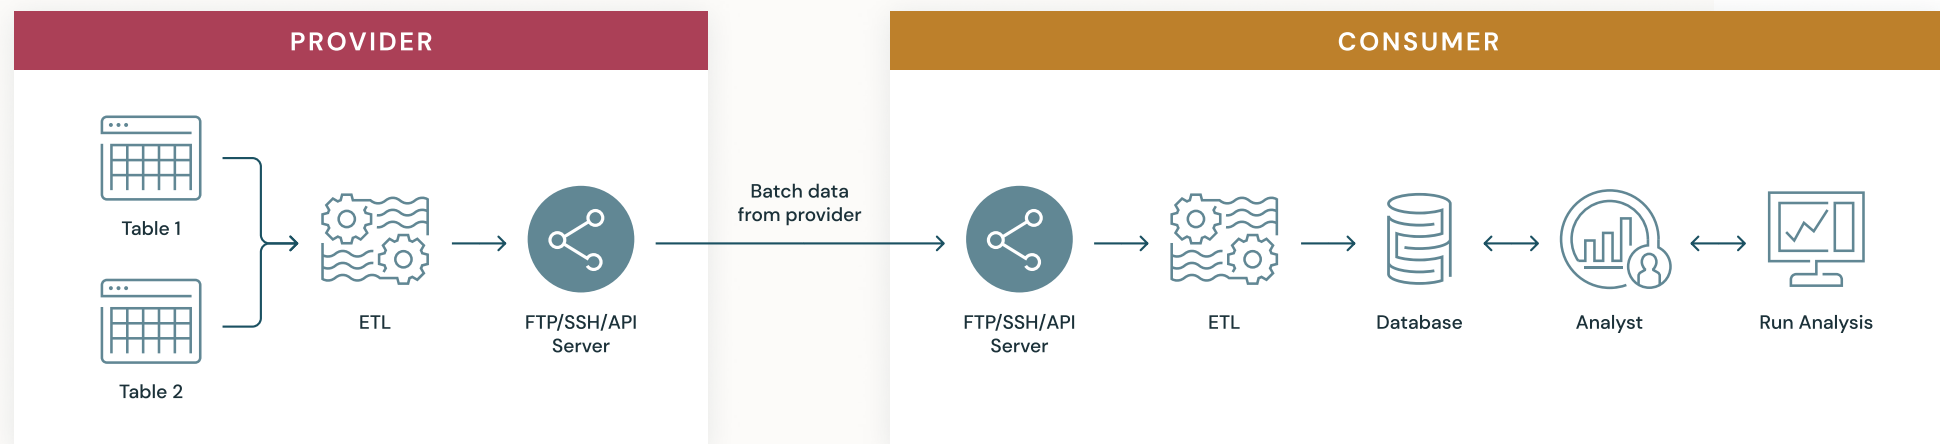 PROVIDER
Table 1
Table 2
ETL
FTP/SSH/API
Server
Batch data
from provider
CONSUMER
FTP/SSH/API
Server
ETL
Database
Analyst
Run Analysis